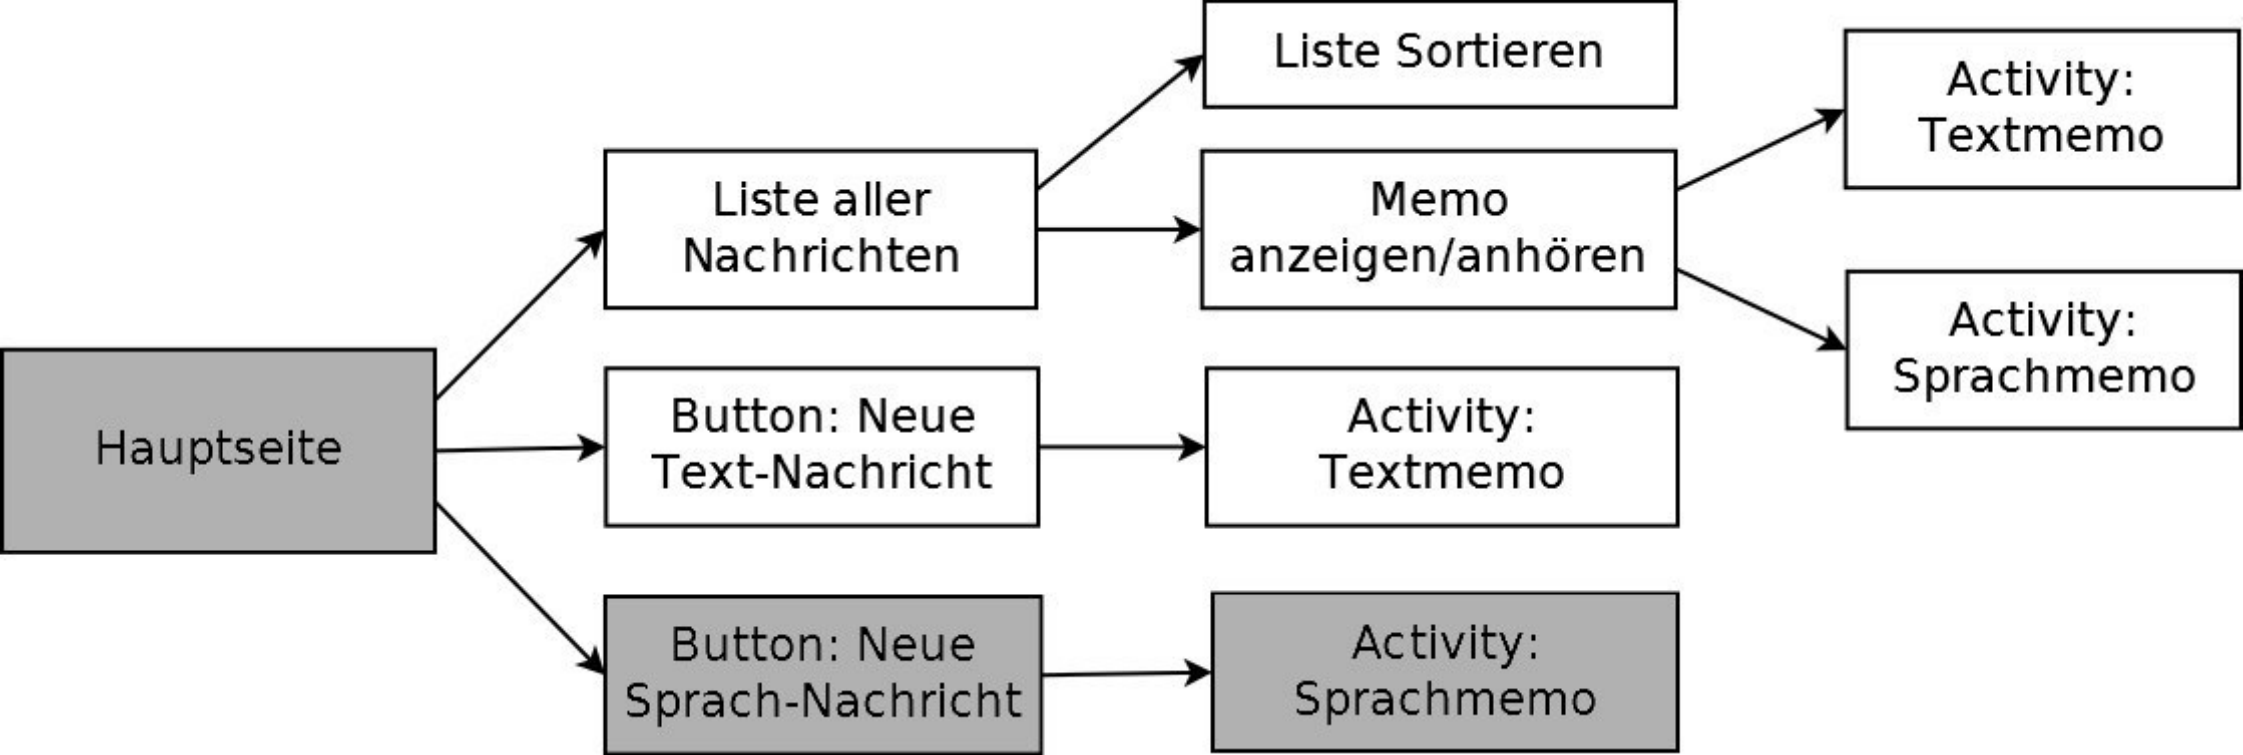 Hauptseite
Liste aller
Nachrichten
Liste Sortieren
Memo
anzeigen/anhören
Activity:
Textmemo
Activity:
Sprachmemo
Button: Neue
Text-Nachricht
Activity:
Textmemo
Button: Neue
Sprach-Nachricht
Activity:
Sprachmemo